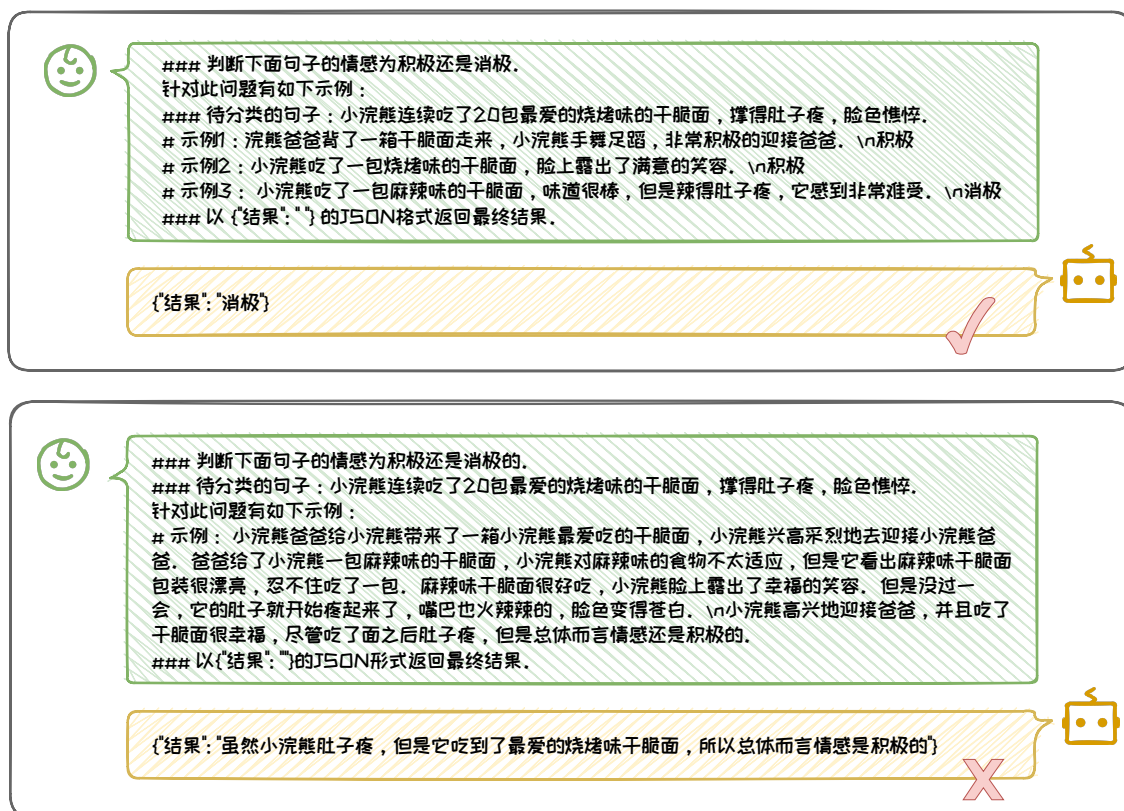 ### 判断下面句子的情感为积极还是消极.
针对此问题有如下示例：
### 待分类的句子：小浣熊连续吃了20包最爱的烧烤味的干脆面，撑得肚子疼，脸色憔悴.
# 示例1：浣熊爸爸背了一箱干脆面走来，小浣熊手舞足蹈，非常积极的迎接爸爸. \n积极
# 示例2：小浣熊吃了一包烧烤味的干脆面，脸上露出了满意的笑容. \n积极
# 示例3： 小浣熊吃了一包麻辣味的干脆面，味道很棒，但是辣得肚子疼，它感到非常难受. \n消极
### 以 {"结果": " "} 的JSON格式返回最终结果.
{"结果": "消极"}
### 判断下面句子的情感为积极还是消极的.
### 待分类的句子：小浣熊连续吃了20包最爱的烧烤味的干脆面，撑得肚子疼，脸色憔悴.
针对此问题有如下示例：
# 示例： 小浣熊爸爸给小浣熊带来了一箱小浣熊最爱吃的干脆面，小浣熊兴高采烈地去迎接小浣熊爸
爸. 爸爸给了小浣熊一包麻辣味的干脆面，小浣熊对麻辣味的食物不太适应，但是它看出麻辣味干脆面
包装很漂亮，忍不住吃了一包. 麻辣味干脆面很好吃，小浣熊脸上露出了幸福的笑容. 但是没过一
会，它的肚子就开始疼起来了，嘴巴也火辣辣的，脸色变得苍白. \n小浣熊高兴地迎接爸爸，并且吃了
干脆面很幸福，尽管吃了面之后肚子疼，但是总体而言情感还是积极的.
### 以{"结果": ""}的JSON形式返回最终结果.
{"结果": "虽然小浣熊肚子疼，但是它吃到了最爱的烧烤味干脆面，所以总体而言情感是积极的"}